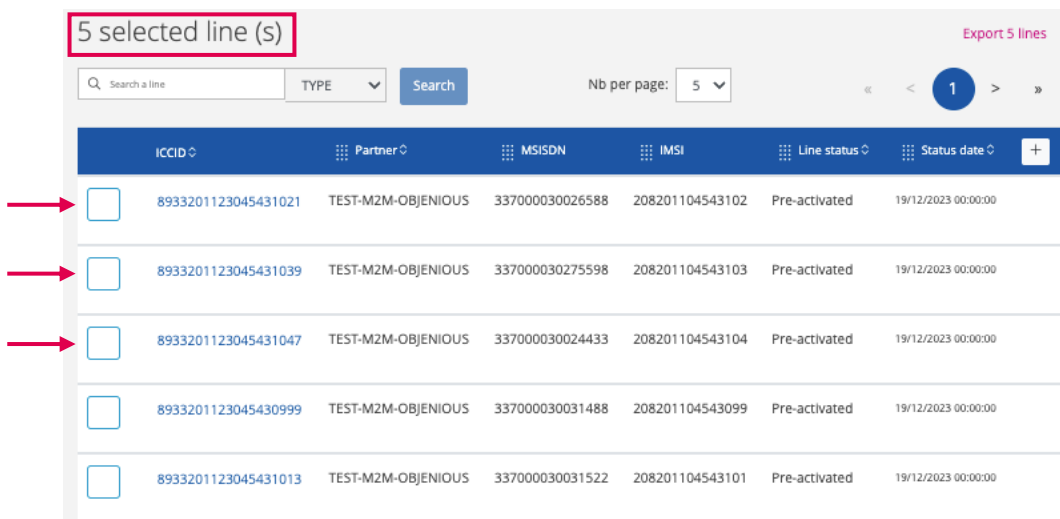 5 selected line (s)
Export 5 lines
Search a line
TYPE
Search
Nb per page: 5
« < 1 > »
ICCID Partner MSISDN IMSI Line status Status date +
8933201123045431021 TEST-M2M-OBJENIOUS 337000030026588 208201104543102 Pre-activated 19/12/2023 00:00:00
8933201123045431039 TEST-M2M-OBJENIOUS 337000030275598 208201104543103 Pre-activated 19/12/2023 00:00:00
8933201123045431047 TEST-M2M-OBJENIOUS 337000030024433 208201104543104 Pre-activated 19/12/2023 00:00:00
8933201123045430999 TEST-M2M-OBJENIOUS 337000030031488 208201104543099 Pre-activated 19/12/2023 00:00:00
8933201123045431013 TEST-M2M-OBJENIOUS 337000030031522 208201104543101 Pre-activated 19/12/2023 00:00:00